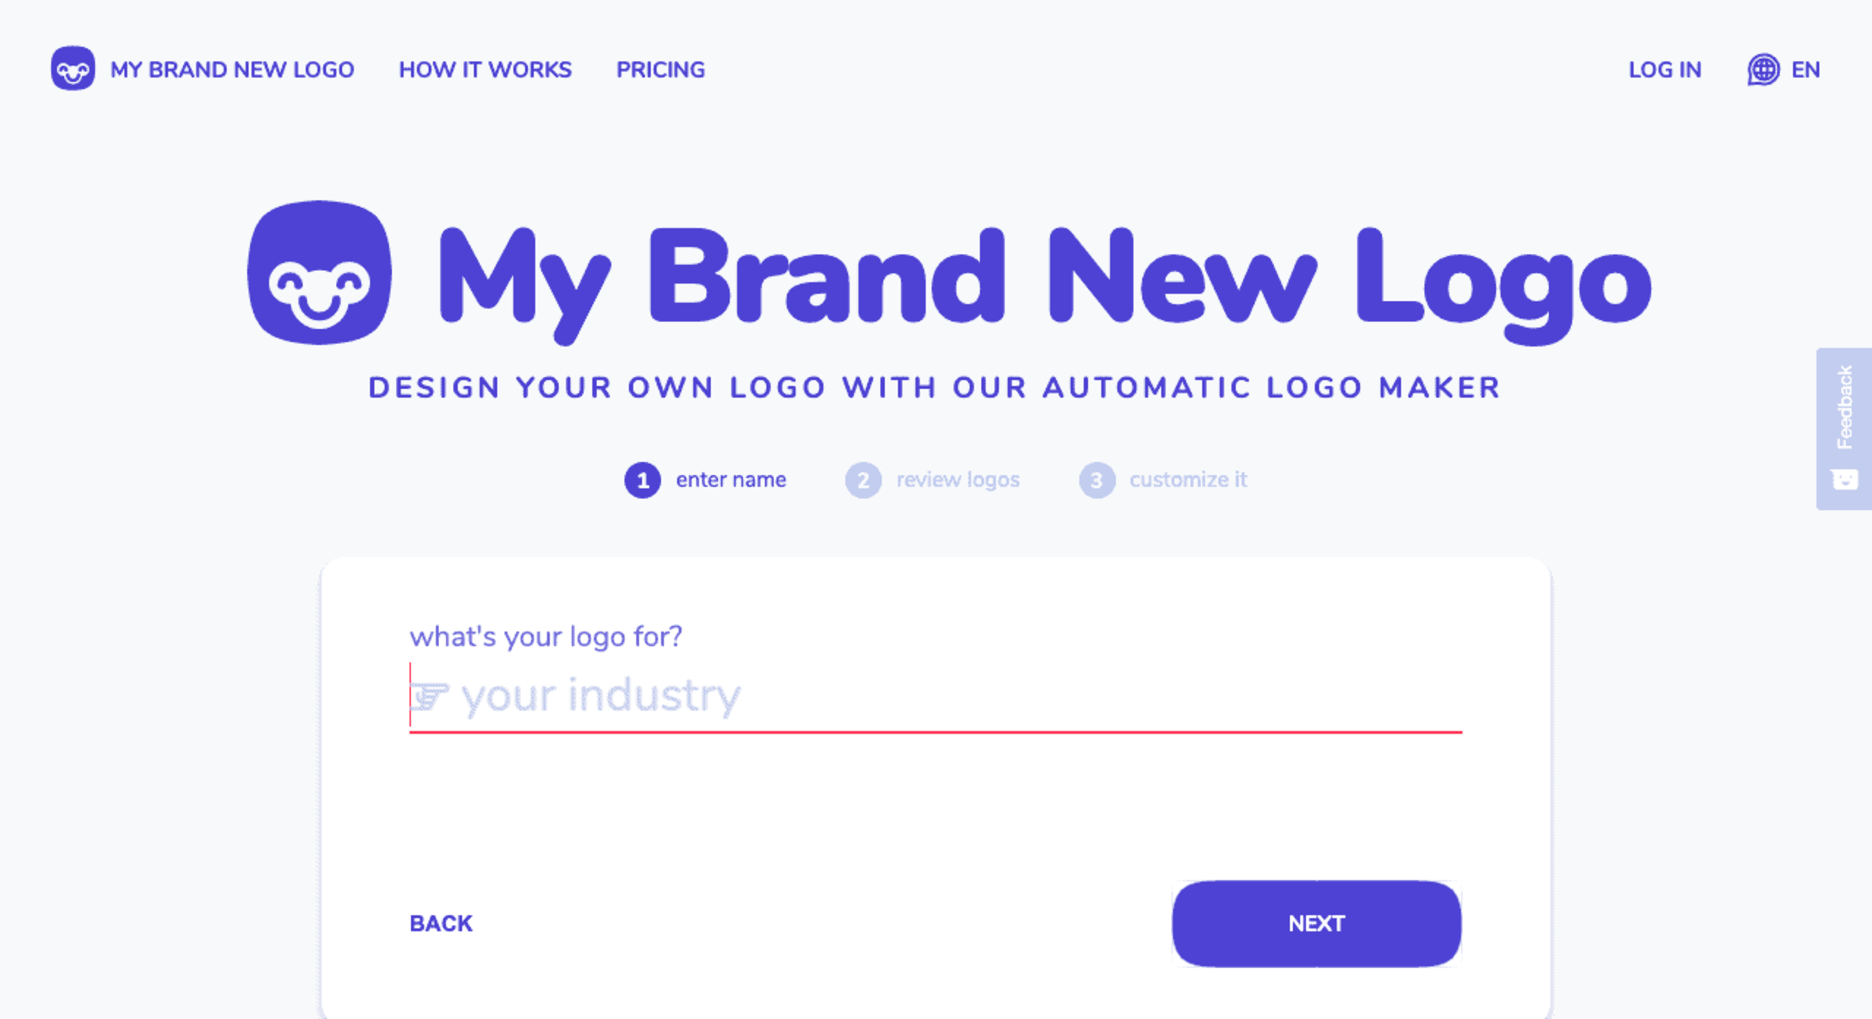 MY BRAND NEW LOGO HOW IT WORKS PRICING LOG IN EN
My Brand New Logo
DESIGN YOUR OWN LOGO WITH OUR AUTOMATIC LOGO MAKER
Feedback
1 enter name 2 review logos 3 customize it
what's your logo for?
☞ your industry
BACK NEXT